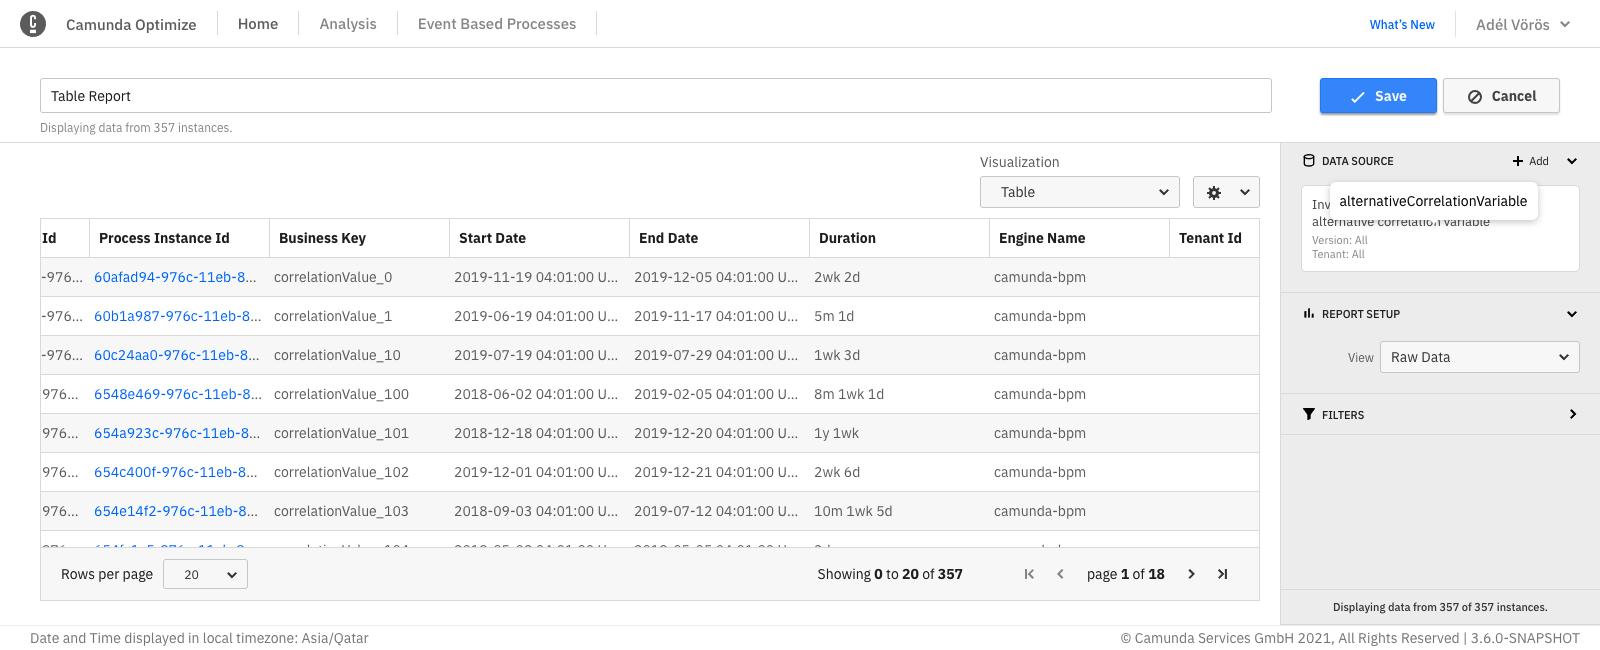 Camunda Optimize
Home
Analysis
Event Based Processes
What's New
Adél Vörös
Table Report
Save
Cancel
Displaying data from 357 instances.
Visualization
Table
DATA SOURCE
Add
alternativeCorrelationVariable
Inv
alternative correlation variable
Version: All
Tenant: All
REPORT SETUP
View
Raw Data
FILTERS
Displaying data from 357 of 357 instances.
Id Process Instance Id Business Key Start Date End Date Duration Engine Name Tenant Id
-976... 60afad94-976c-11eb-8... correlationValue_0 2019-11-19 04:01:00 U... 2019-12-05 04:01:00 U... 2wk 2d camunda-bpm
-976... 60b1a987-976c-11eb-8... correlationValue_1 2019-06-19 04:01:00 U... 2019-11-17 04:01:00 U... 5m 1d camunda-bpm
-976... 60c24aa0-976c-11eb-8... correlationValue_10 2019-07-19 04:01:00 U... 2019-07-29 04:01:00 U... 1wk 3d camunda-bpm
976... 6548e469-976c-11eb-8... correlationValue_100 2018-06-02 04:01:00 U... 2019-02-05 04:01:00 U... 8m 1wk 1d camunda-bpm
976... 654a923c-976c-11eb-8... correlationValue_101 2018-12-18 04:01:00 U... 2019-12-20 04:01:00 U... 1y 1wk camunda-bpm
976... 654c400f-976c-11eb-8... correlationValue_102 2019-12-01 04:01:00 U... 2019-12-21 04:01:00 U... 2wk 6d camunda-bpm
976... 654e14f2-976c-11eb-8... correlationValue_103 2018-09-03 04:01:00 U... 2019-07-12 04:01:00 U... 10m 1wk 5d camunda-bpm
Rows per page 20 Showing 0 to 20 of 357 page 1 of 18
Date and Time displayed in local timezone: Asia/Qatar
© Camunda Services GmbH 2021, All Rights Reserved | 3.6.0-SNAPSHOT